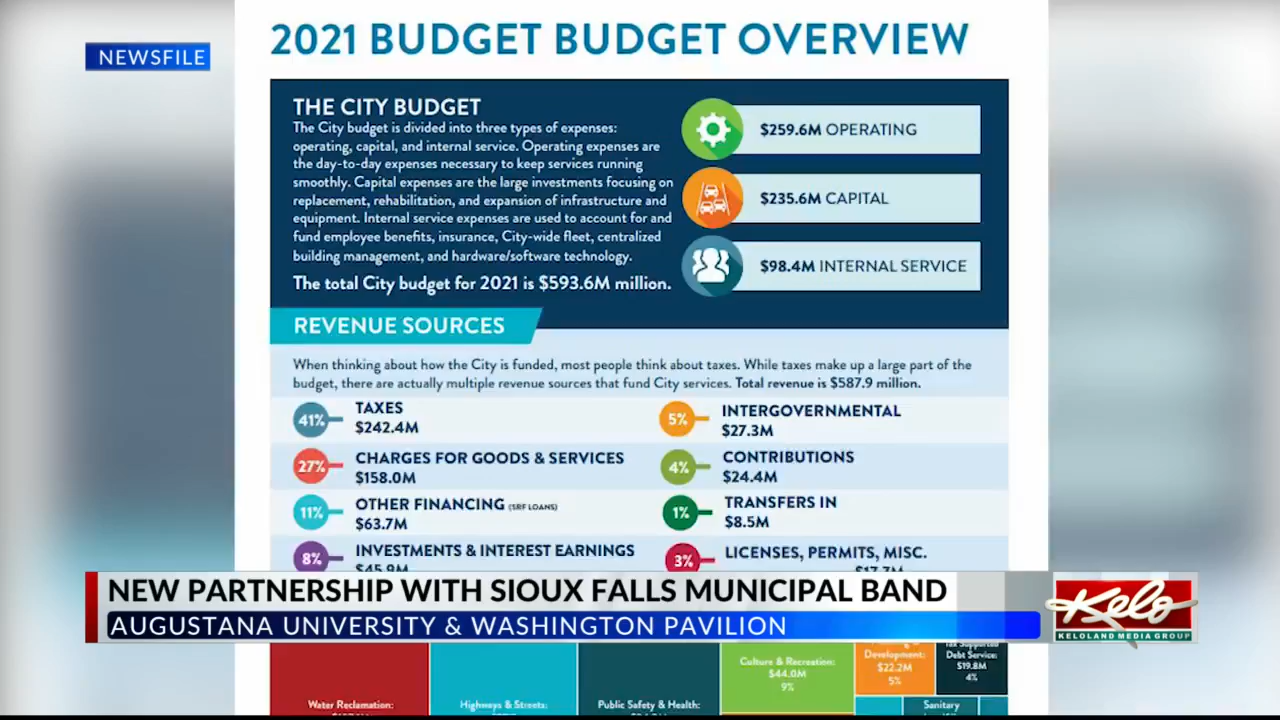 2021 BUDGET BUDGET OVERVIEW
NEWSFILE
THE CITY BUDGET
The City budget is divided into three types of expenses:
operating, capital, and internal service. Operating expenses are
the day-to-day expenses necessary to keep services running
smoothly. Capital expenses are the large investments focusing on
replacement, rehabilitation, and expansion of infrastructure and
equipment. Internal service expenses are used to account for and
fund employee benefits, insurance, City-wide fleet, centralized
building management, and hardware/software technology.
The total City budget for 2021 is $593.6M million.
$259.6M OPERATING
$235.6M CAPITAL
$98.4M INTERNAL SERVICE
REVENUE SOURCES
When thinking about how the City is funded, most people think about taxes. While taxes make up a large part of the
budget, there are actually multiple revenue sources that fund City services. Total revenue is $587.9 million.
41% TAXES
$242.4M
27% CHARGES FOR GOODS & SERVICES
$158.0M
11% OTHER FINANCING (SRF LOANS)
$63.7M
8% INVESTMENTS & INTEREST EARNINGS
$45.9M
5% INTERGOVERNMENTAL
$27.3M
4% CONTRIBUTIONS
$24.4M
1% TRANSFERS IN
$8.5M
3% LICENSES, PERMITS, MISC.
$17.7M
NEW PARTNERSHIP WITH SIOUX FALLS MUNICIPAL BAND
AUGUSTANA UNIVERSITY & WASHINGTON PAVILION
Kelo
KELOLAND MEDIA GROUP
Water Reclamation:
Highways & Streets:
Public Safety & Health:
Culture & Recreation:
$44.0M
9%
Development:
$22.2M
5%
Tax Supported
Debt Service:
$19.8M
4%
Sanitary